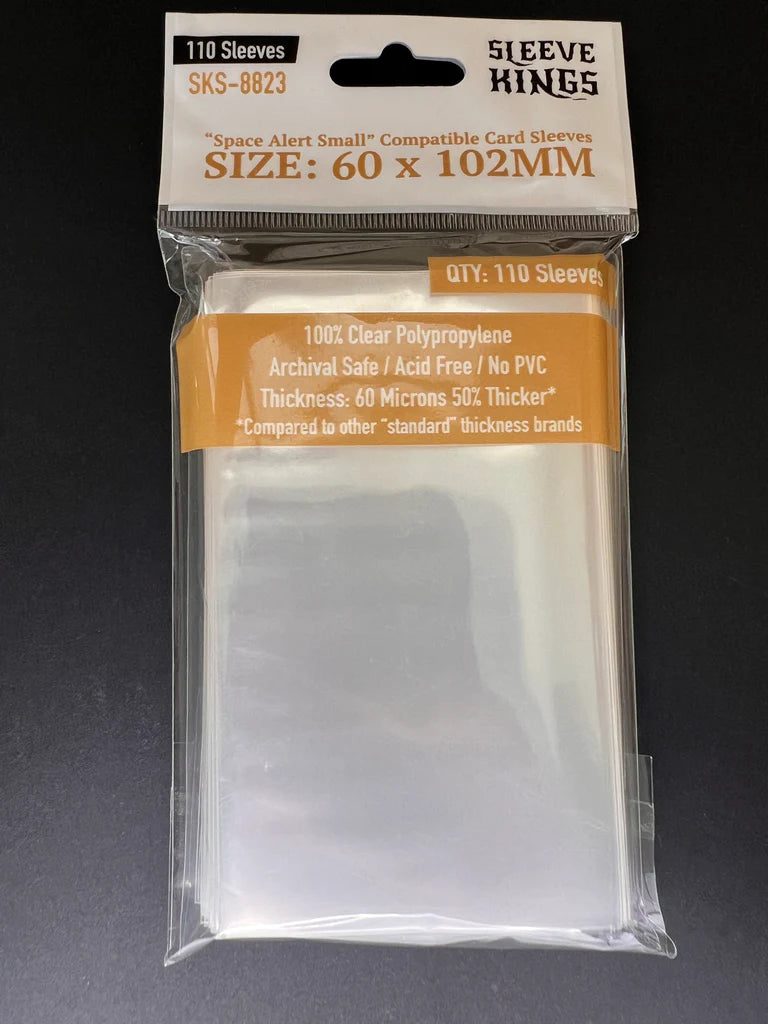 110 Sleeves
SKS-8823
SLEEVE
KINGS
“Space Alert Small” Compatible Card Sleeves
SIZE: 60 x 102MM
QTY: 110 Sleeves
100% Clear Polypropylene
Archival Safe / Acid Free / No PVC
Thickness: 60 Microns 50% Thicker*
*Compared to other “standard” thickness brands